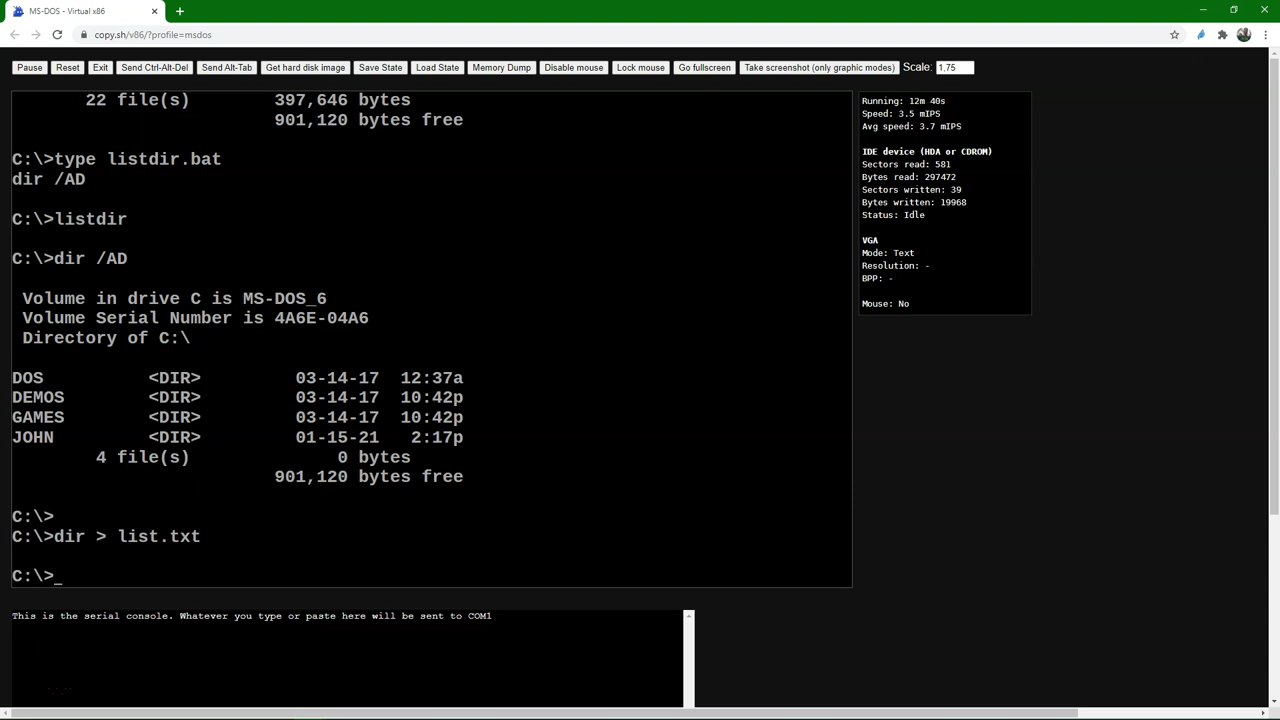 MS-DOS - Virtual x86
copy.sh/v86/?profile=msdos
Pause Reset Exit Send Ctrl-Alt-Del Send Alt-Tab Get hard disk image Save State Load State Memory Dump Disable mouse Lock mouse Go fullscreen Take screenshot (only graphic modes) Scale: 1,75
22 file(s) 397,646 bytes
901,120 bytes free
C:\>type listdir.bat
dir /AD
C:\>listdir
C:\>dir /AD
Volume in drive C is MS-DOS_6
Volume Serial Number is 4A6E-04A6
Directory of C:\
DOS <DIR> 03-14-17 12:37a
DEMOS <DIR> 03-14-17 10:42p
GAMES <DIR> 03-14-17 10:42p
JOHN <DIR> 01-15-21 2:17p
4 file(s) 0 bytes
901,120 bytes free
C:\>
C:\>dir > list.txt
C:\>_
Running: 12m 40s
Speed: 3.5 mIPS
Avg speed: 3.7 mIPS
IDE device (HDA or CDROM)
Sectors read: 581
Bytes read: 297472
Sectors written: 39
Bytes written: 19968
Status: Idle
VGA
Mode: Text
Resolution: -
BPP: -
Mouse: No
This is the serial console. Whatever you type or paste here will be sent to COM1